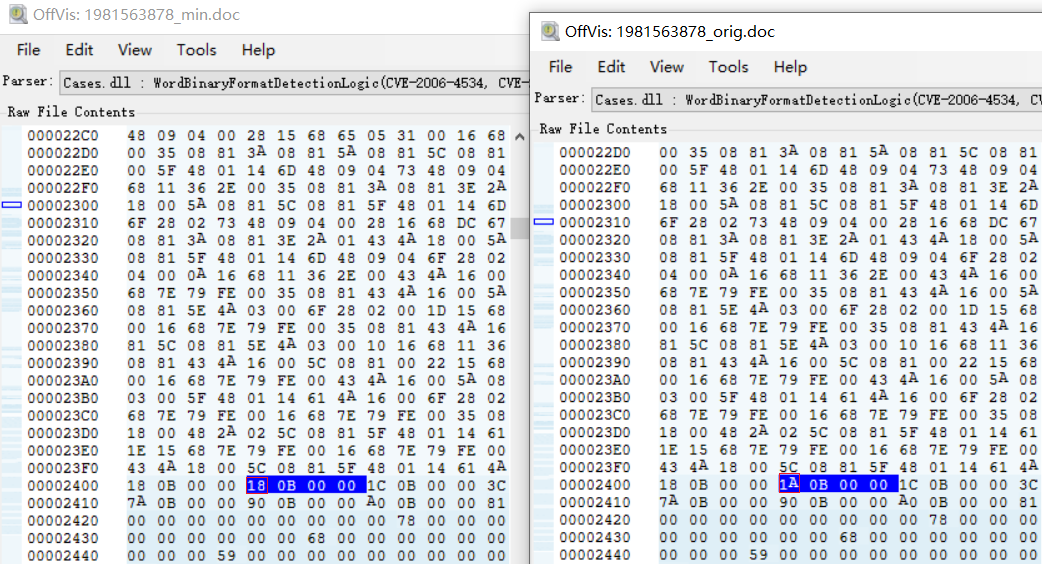 OffVis: 1981563878_min.doc
File Edit View Tools Help
Parser: Cases.dll : WordBinaryFormatDetectionLogic(CVE-2006-4534, CVE-
Raw File Contents
000022C0 48 09 04 00 28 15 68 65 05 31 00 16 68
000022D0 00 35 08 81 3A 08 81 5A 08 81 5C 08 81
000022E0 00 5F 48 01 14 6D 48 09 04 73 48 09 04
000022F0 68 11 36 2E 00 35 08 81 3A 08 81 3E 2A
00002300 18 00 5A 08 81 5C 08 81 5F 48 01 14 6D
00002310 6F 28 02 73 48 09 04 00 28 16 68 DC 67
00002320 08 81 3A 08 81 3E 2A 01 43 4A 18 00 5A
00002330 08 81 5F 48 01 14 6D 48 09 04 6F 28 02
00002340 04 00 0A 16 68 11 36 2E 00 43 4A 16 00
00002350 68 7E 79 FE 00 35 08 81 43 4A 16 00 5A
00002360 08 81 5E 4A 03 00 6F 28 02 00 1D 15 68
00002370 00 16 68 7E 79 FE 00 35 08 81 43 4A 16
00002380 81 5C 08 81 5E 4A 03 00 10 16 68 11 36
00002390 08 81 43 4A 16 00 5C 08 81 00 22 15 68
000023A0 00 16 68 7E 79 FE 00 43 4A 16 00 5A 08
000023B0 03 00 5F 48 01 14 61 4A 16 00 6F 28 02
000023C0 68 7E 79 FE 00 16 68 7E 79 FE 00 35 08
000023D0 18 00 48 2A 02 5C 08 81 5F 48 01 14 61
000023E0 1E 15 68 7E 79 FE 00 16 68 7E 79 FE 00
000023F0 43 4A 18 00 5C 08 81 5F 48 01 14 61 4A
00002400 18 0B 00 00 18 0B 00 00 1C 0B 00 00 3C
00002410 7A 0B 00 00 90 0B 00 00 A0 0B 00 00 81
00002420 00 00 00 00 00 00 00 00 00 78 00 00 00
00002430 00 00 00 00 00 00 68 00 00 00 00 00 00
00002440 00 00 00 59 00 00 00 00 00 00 00 00 00
OffVis: 1981563878_orig.doc
File Edit View Tools Help
Parser: Cases.dll : WordBinaryFormatDetectionLogic(CVE-2006-4534, C
Raw File Contents
000022D0 00 35 08 81 3A 08 81 5A 08 81 5C 08 81
000022E0 00 5F 48 01 14 6D 48 09 04 73 48 09 04
000022F0 68 11 36 2E 00 35 08 81 3A 08 81 3E 2A
00002300 18 00 5A 08 81 5C 08 81 5F 48 01 14 6D
00002310 6F 28 02 73 48 09 04 00 28 16 68 DC 67
00002320 08 81 3A 08 81 3E 2A 01 43 4A 18 00 5A
00002330 08 81 5F 48 01 14 6D 48 09 04 6F 28 02
00002340 04 00 0A 16 68 11 36 2E 00 43 4A 16 00
00002350 68 7E 79 FE 00 35 08 81 43 4A 16 00 5A
00002360 08 81 5E 4A 03 00 6F 28 02 00 1D 15 68
00002370 00 16 68 7E 79 FE 00 35 08 81 43 4A 16
00002380 81 5C 08 81 5E 4A 03 00 10 16 68 11 36
00002390 08 81 43 4A 16 00 5C 08 81 00 22 15 68
000023A0 00 16 68 7E 79 FE 00 43 4A 16 00 5A 08
000023B0 03 00 5F 48 01 14 61 4A 16 00 6F 28 02
000023C0 68 7E 79 FE 00 16 68 7E 79 FE 00 35 08
000023D0 18 00 48 2A 02 5C 08 81 5F 48 01 14 61
000023E0 1E 15 68 7E 79 FE 00 16 68 7E 79 FE 00
000023F0 43 4A 18 00 5C 08 81 5F 48 01 14 61 4A
00002400 18 0B 00 00 1A 0B 00 00 1C 0B 00 00 3C
00002410 7A 0B 00 00 90 0B 00 00 A0 0B 00 00 81
00002420 00 00 00 00 00 00 00 00 00 78 00 00 00
00002430 00 00 00 00 00 00 68 00 00 00 00 00 00
00002440 00 00 00 59 00 00 00 00 00 00 00 00 00